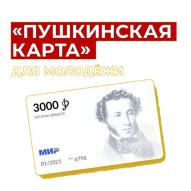 «ПУШКИНСКАЯ
КАРТА»
ДЛЯ МОЛОДЁЖИ
3000
МИР
01/2023 ** 6798